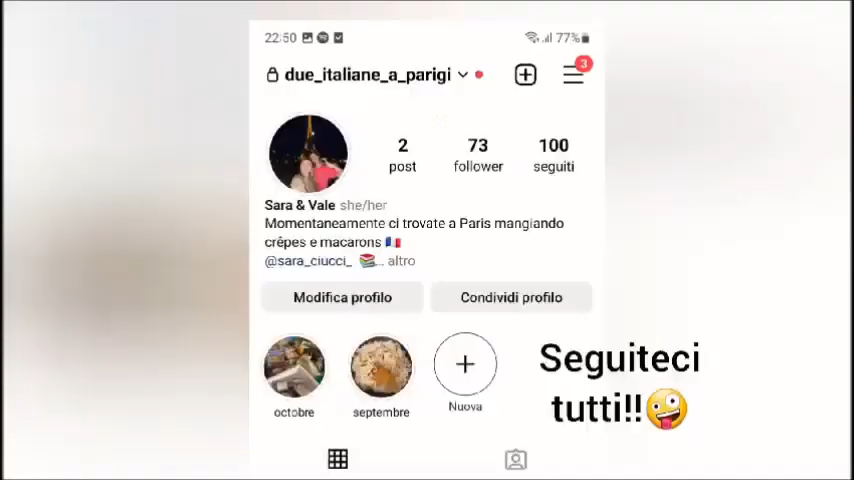 22:50 77%
due_italiane_a_parigi
3
2 73 100
post follower seguiti
Sara & Vale she/her
Momentaneamente ci trovate a Paris mangiando
crêpes e macarons 🇫🇷
@sara_ciucci_ 📚... altro
Modifica profilo Condividi profilo
octobre septembre Nuova
Seguiteci
tutti!!🤪